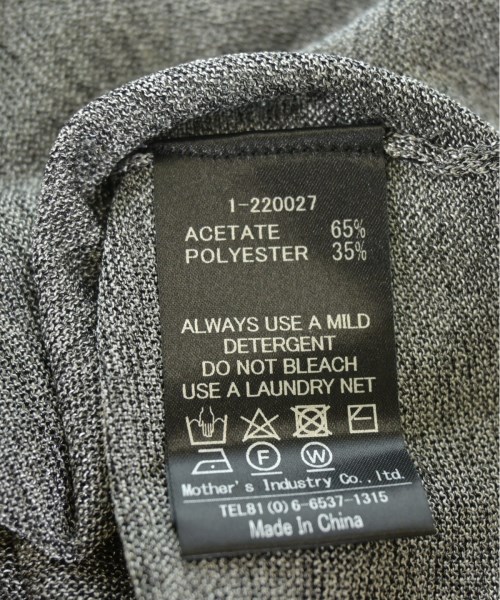 1-220027
ACETATE 65%
POLYESTER 35%
ALWAYS USE A MILD
DETERGENT
DO NOT BLEACH
USE A LAUNDRY NET
F W
Mother's Industry Co.,ltd.
TEL81(0)6-6537-1315
Made In China